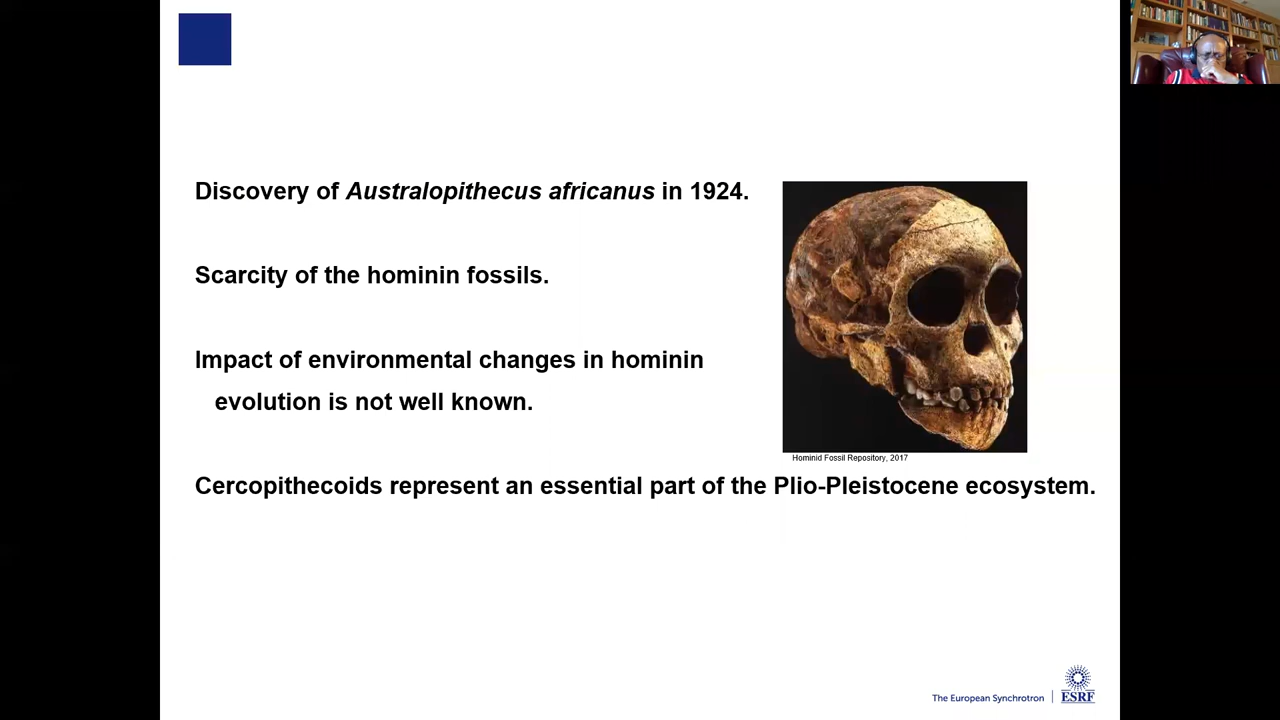 Discovery of Australopithecus africanus in 1924.
Scarcity of the hominin fossils.
Impact of environmental changes in hominin
evolution is not well known.
Hominid Fossil Repository, 2017
Cercopithecoids represent an essential part of the Plio-Pleistocene ecosystem.
The European Synchrotron
ESRF